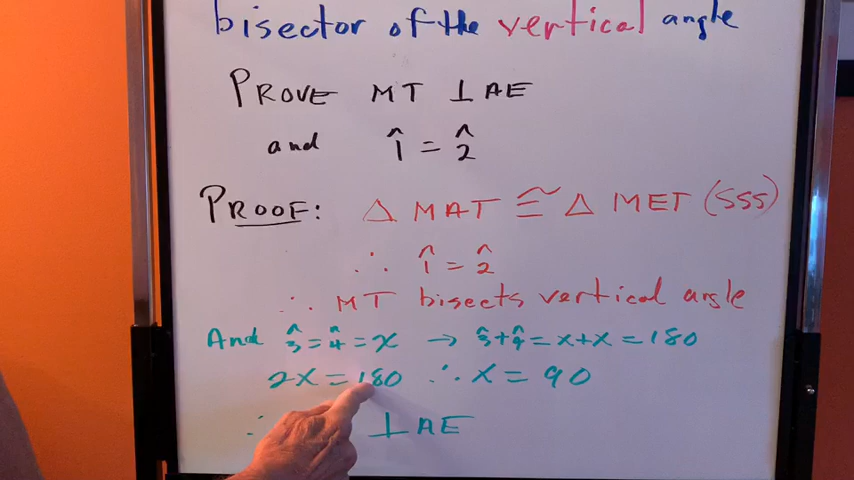 bisector of the vertical angle
PROVE MT ⊥ AE
and 1̂ = 2̂
PROOF: △ MAT ≅ △ MET (SSS)
∴ 1̂ = 2̂
∴ MT bisects vertical angle
And 3̂ = 4̂ = x → 3̂ + 4̂ = x + x = 180
2x = 180 ∴ x = 90
∴ ⊥ AE